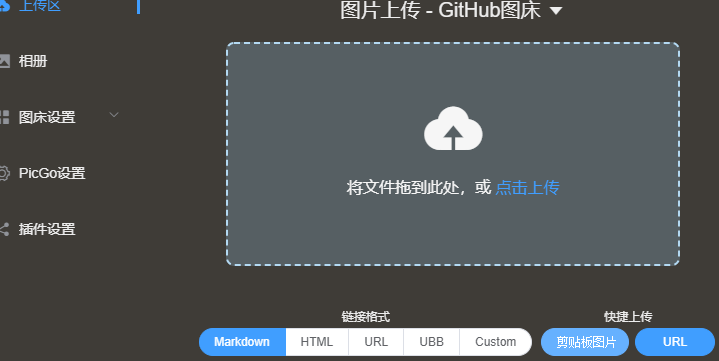 上传区
图片上传 - GitHub图床
相册
图床设置
PicGo设置
插件设置
将文件拖到此处，或 点击上传
链接格式
快捷上传
Markdown
HTML
URL
UBB
Custom
剪贴板图片
URL